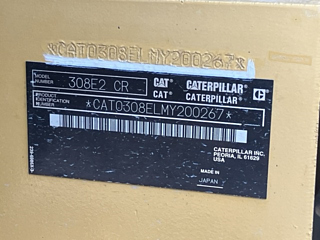 *CAT0308ELMY200267*
MODEL NUMBER 308E2 CR CAT® CATERPILLAR®
PRODUCT IDENTIFICATION NUMBER CAT® CATERPILLAR®
*CAT0308ELMY200267*
CATERPILLAR INC.
PEORIA, IL 61629
USA
MADE IN
JAPAN